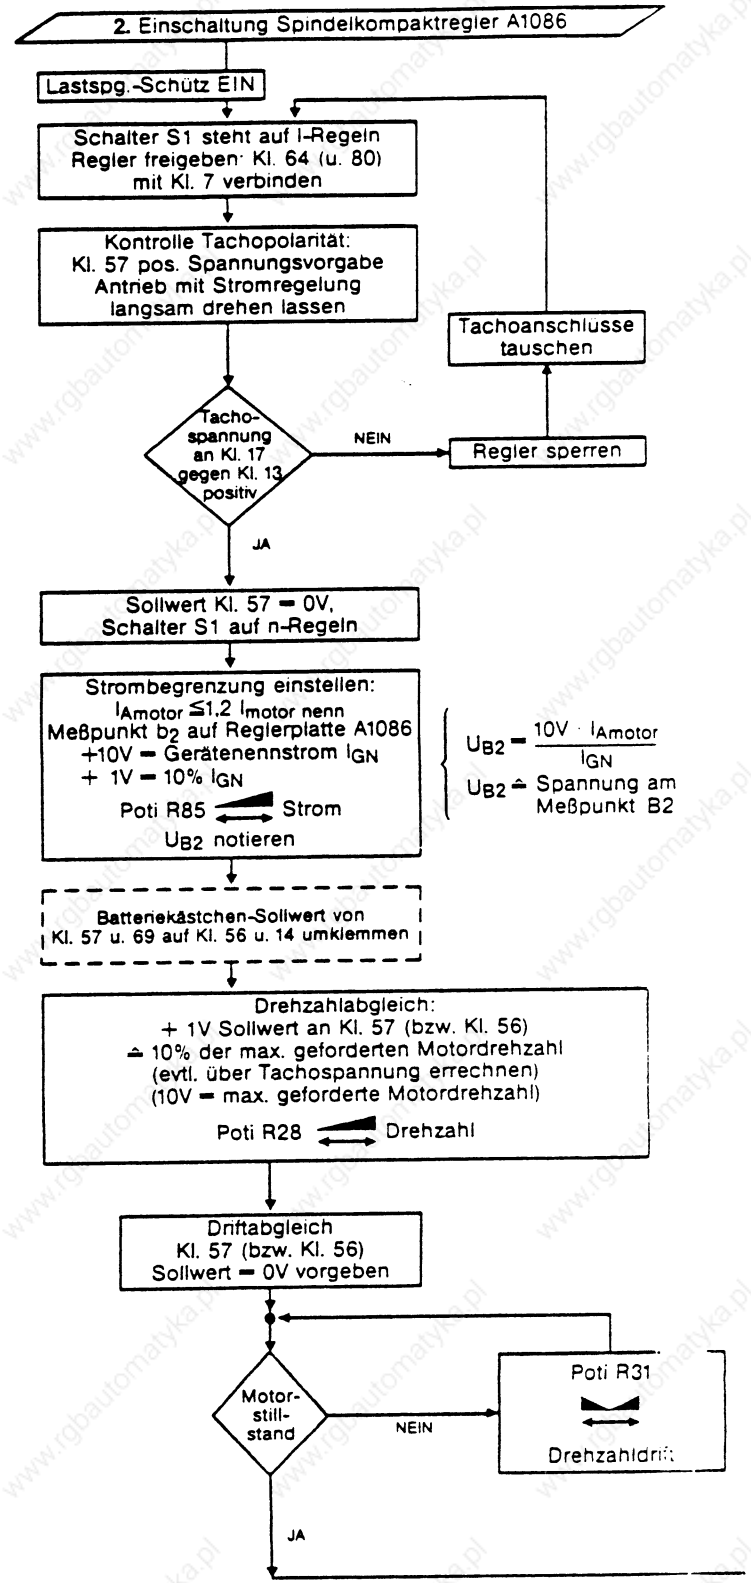 2. Einschaltung Spindelkompaktregler A1086
Lastspg.-Schütz EIN
Schalter S1 steht auf I-Regeln
Regler freigeben: Kl. 64 (u. 80)
mit Kl. 7 verbinden
Kontrolle Tachopolarität:
Kl. 57 pos. Spannungsvorgabe
Antrieb mit Stromregelung
langsam drehen lassen
Tachoanschlüsse
tauschen
Tacho-
spannung
an Kl. 17
gegen Kl. 13
positiv
NEIN
Regler sperren
JA
Sollwert Kl. 57 = 0V,
Schalter S1 auf n-Regeln
Strombegrenzung einstellen:
IAmotor ≦1,2 Imotor nenn
Meßpunkt b2 auf Reglerplatte A1086
+10V = Gerätenennstrom IGN
+ 1V = 10% IGN
Poti R85 Strom
UB2 notieren
UB2 = 10V · IAmotor / IGN
UB2 ≙ Spannung am
Meßpunkt B2
Batteriekästchen-Sollwert von
Kl. 57 u. 69 auf Kl. 56 u. 14 umklemmen
Drehzahlabgleich:
+ 1V Sollwert an Kl. 57 (bzw. Kl. 56)
≙ 10% der max. geforderten Motordrehzahl
(evtl. über Tachospannung errechnen)
(10V = max. geforderte Motordrehzahl)
Poti R28 Drehzahl
Driftabgleich
Kl. 57 (bzw. Kl. 56)
Sollwert = 0V vorgeben
Motor-
still-
stand
NEIN
Poti R31
Drehzahldrift
JA
www.rgbautomatyka.pl